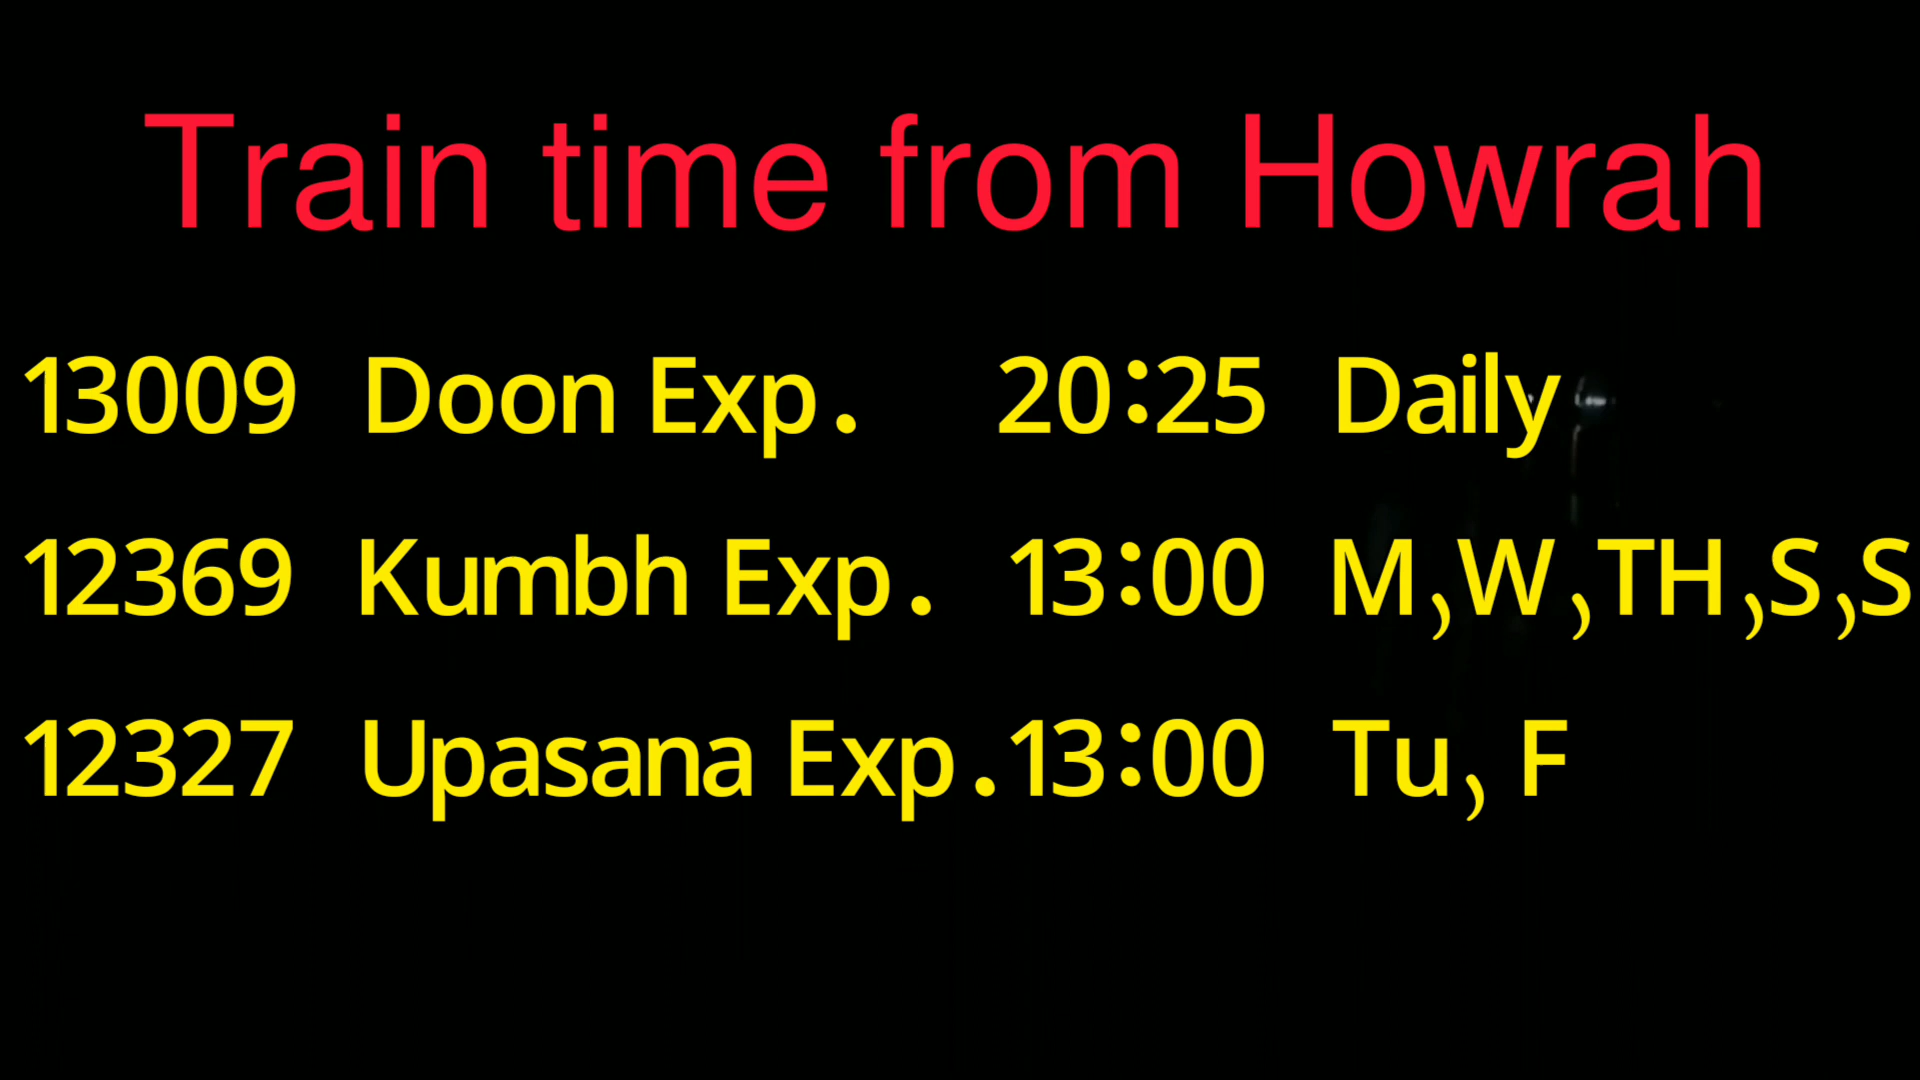 Train time from Howrah
13009 Doon Exp. 20:25 Daily
12369 Kumbh Exp. 13:00 M,W,TH,S,S
12327 Upasana Exp.13:00 Tu, F